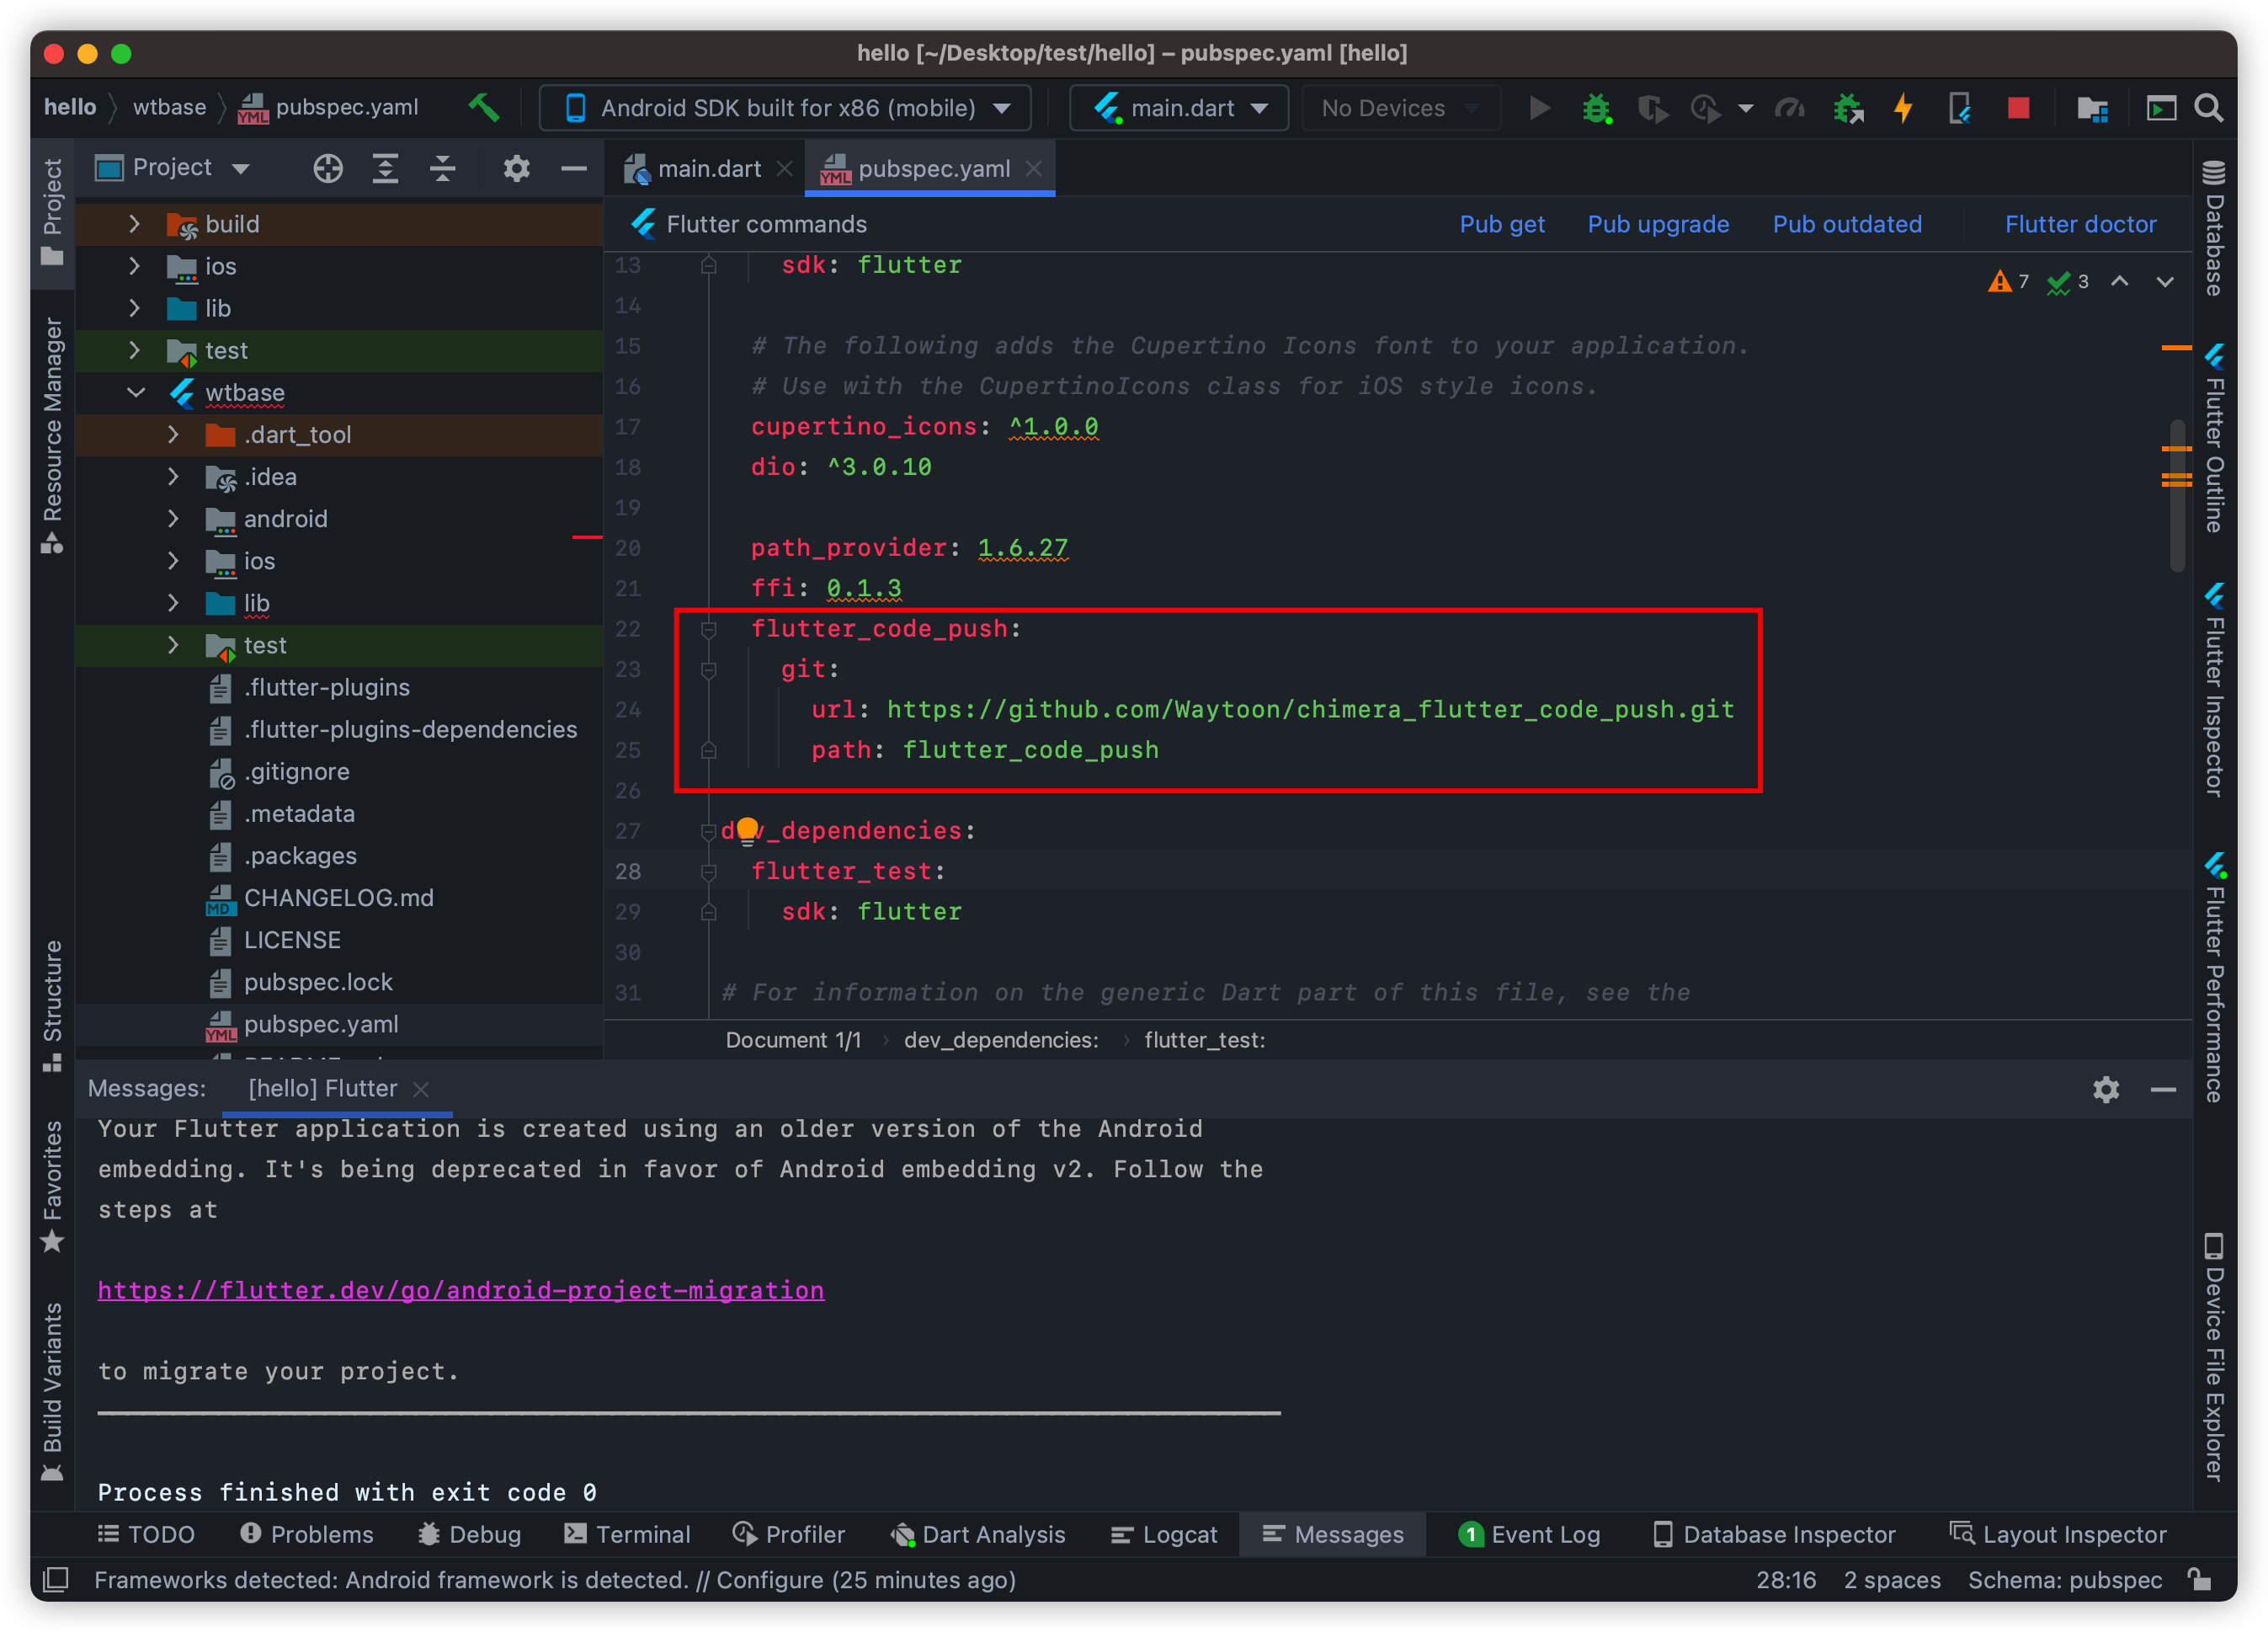 hello [~/Desktop/test/hello] – pubspec.yaml [hello]
hello wtbase pubspec.yaml Android SDK built for x86 (mobile) main.dart No Devices
Project
Resource Manager
Structure
Favorites
Build Variants
Project
build
ios
lib
test
wtbase
.dart_tool
.idea
android
ios
lib
test
.flutter-plugins
.flutter-plugins-dependencies
.gitignore
.metadata
.packages
CHANGELOG.md
LICENSE
pubspec.lock
pubspec.yaml
main.dart pubspec.yaml
Flutter commands Pub get Pub upgrade Pub outdated Flutter doctor
7 3
13 sdk: flutter
14
15 # The following adds the Cupertino Icons font to your application.
16 # Use with the CupertinoIcons class for iOS style icons.
17 cupertino_icons: ^1.0.0
18 dio: ^3.0.10
19
20 path_provider: 1.6.27
21 ffi: 0.1.3
22 flutter_code_push:
23 git:
24 url: https://github.com/Waytoon/chimera_flutter_code_push.git
25 path: flutter_code_push
26
27 dev_dependencies:
28 flutter_test:
29 sdk: flutter
30
31 # For information on the generic Dart part of this file, see the
Document 1/1 › dev_dependencies: › flutter_test:
Database
Flutter Outline
Flutter Inspector
Flutter Performance
Device File Explorer
Messages: [hello] Flutter
Your Flutter application is created using an older version of the Android
embedding. It's being deprecated in favor of Android embedding v2. Follow the
steps at
https://flutter.dev/go/android-project-migration
to migrate your project.
Process finished with exit code 0
TODO Problems Debug Terminal Profiler Dart Analysis Logcat Messages 1 Event Log Database Inspector Layout Inspector
Frameworks detected: Android framework is detected. // Configure (25 minutes ago) 28:16 2 spaces Schema: pubspec